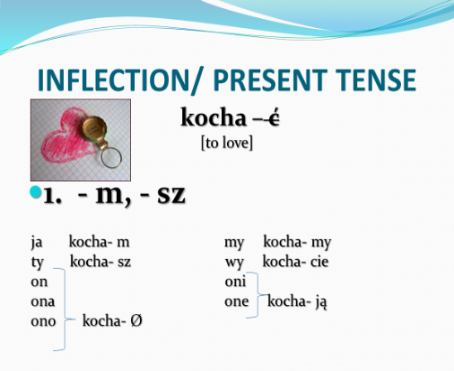 INFLECTION/ PRESENT TENSE
kocha –ć
[to love]
1. - m, - sz
ja kocha- m
ty kocha- sz
on
ona
ono kocha- Ø
my kocha- my
wy kocha- cie
oni
one kocha- ją